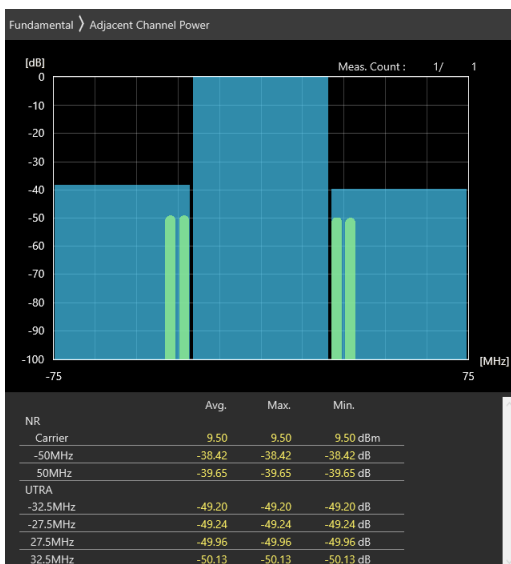 Fundamental 〉 Adjacent Channel Power
[dB]
Meas. Count : 1/ 1
0
-10
-20
-30
-40
-50
-60
-70
-80
-90
-100
[MHz]
-75 75
Avg. Max. Min.
NR
Carrier 9.50 9.50 9.50 dBm
-50MHz -38.42 -38.42 -38.42 dB
50MHz -39.65 -39.65 -39.65 dB
UTRA
-32.5MHz -49.20 -49.20 -49.20 dB
-27.5MHz -49.24 -49.24 -49.24 dB
27.5MHz -49.96 -49.96 -49.96 dB
32.5MHz -50.13 -50.13 -50.13 dB